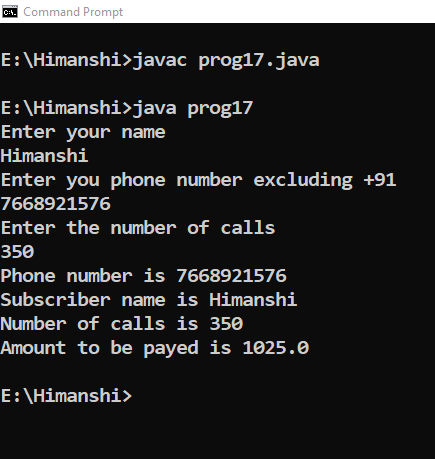 Command Prompt
E:\Himanshi>javac prog17.java
E:\Himanshi>java prog17
Enter your name
Himanshi
Enter you phone number excluding +91
7668921576
Enter the number of calls
350
Phone number is 7668921576
Subscriber name is Himanshi
Number of calls is 350
Amount to be payed is 1025.0
E:\Himanshi>